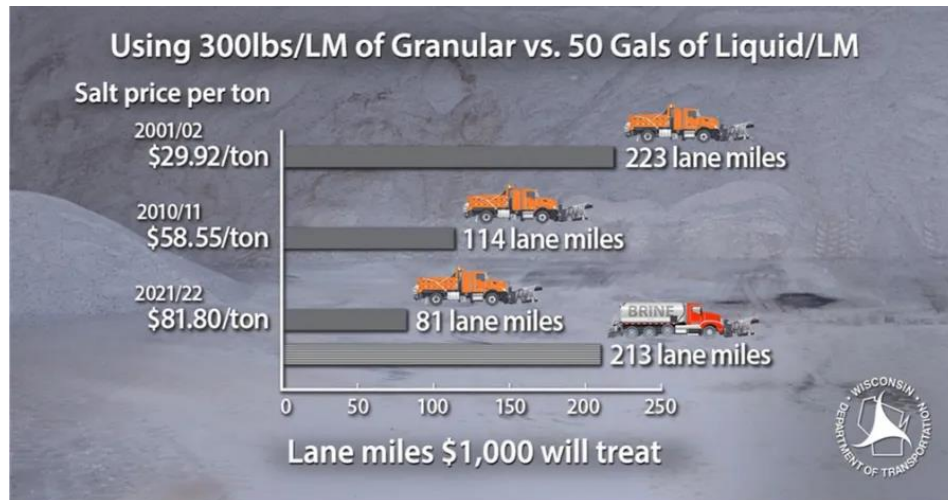 Using 300lbs/LM of Granular vs. 50 Gals of Liquid/LM
Salt price per ton
2001/02
$29.92/ton
223 lane miles
2010/11
$58.55/ton
114 lane miles
2021/22
$81.80/ton
81 lane miles
BRINE
213 lane miles
0 50 100 150 200 250
Lane miles $1,000 will treat
WISCONSIN
DEPARTMENT OF TRANSPORTATION